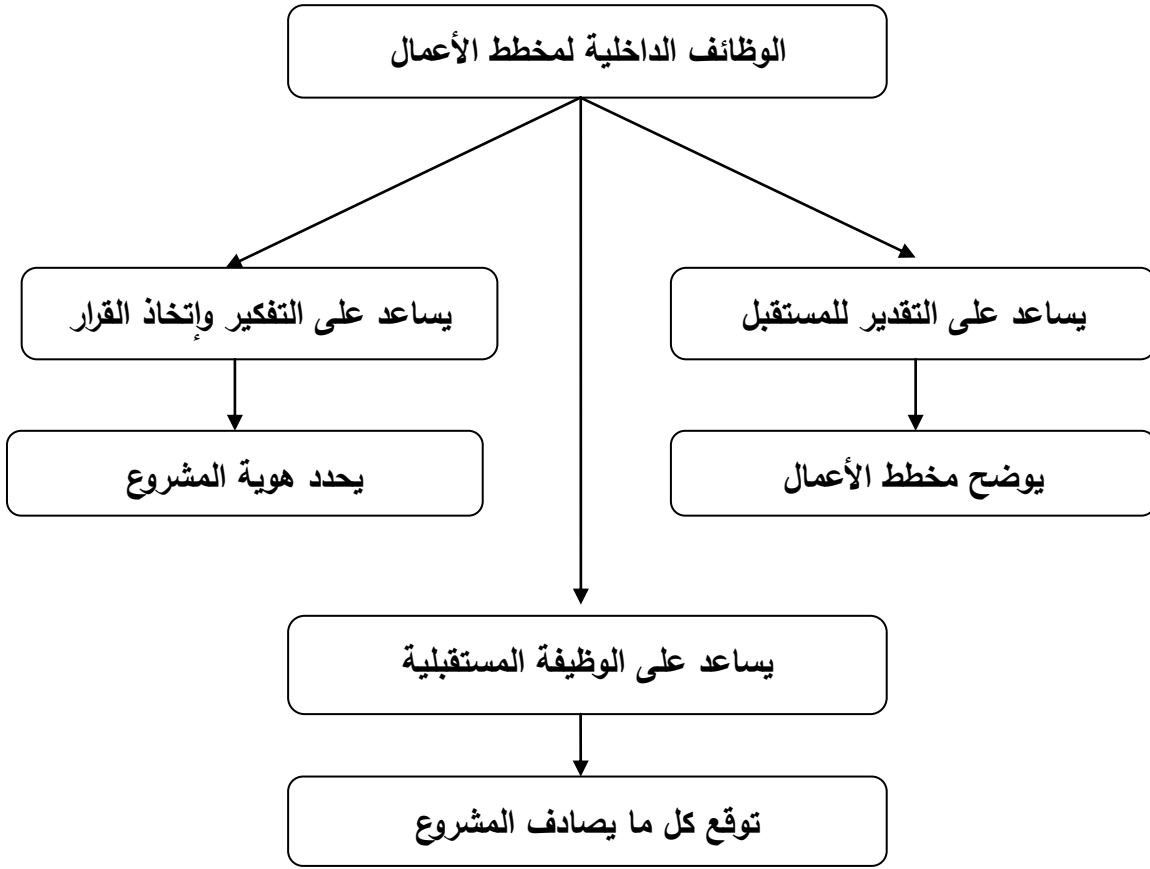 الوظائف الداخلية لمخطط الأعمال
يساعد على التقدير للمستقبل
يساعد على التفكير وإتخاذ القرار
يوضح مخطط الأعمال
يحدد هوية المشروع
يساعد على الوظيفة المستقبلية
توقع كل ما يصادف المشروع